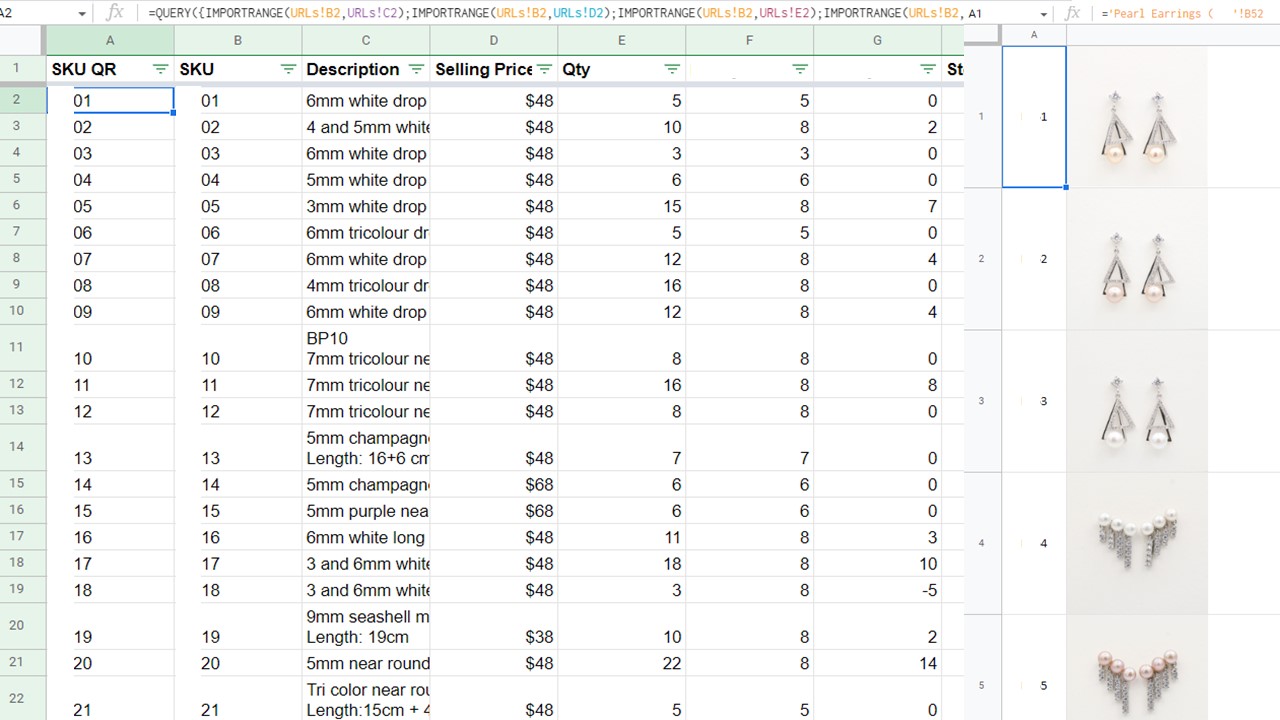 A2 fx =QUERY({IMPORTRANGE(URLs!B2,URLs!C2);IMPORTRANGE(URLs!B2,URLs!D2);IMPORTRANGE(URLs!B2,URLs!E2);IMPORTRANGE(URLs!B2,
A1 fx ='Pearl Earrings ( '!B52
A B C D E F G
1 SKU QR SKU Description Selling Price Qty
2 01 01 6mm white drop $48 5 5 0
3 02 02 4 and 5mm white $48 10 8 2
4 03 03 6mm white drop $48 3 3 0
5 04 04 5mm white drop $48 6 6 0
6 05 05 3mm white drop $48 15 8 7
7 06 06 6mm tricolour dr $48 5 5 0
8 07 07 6mm white drop $48 12 8 4
9 08 08 4mm tricolour dr $48 16 8 0
10 09 09 6mm white drop $48 12 8 4
BP10
11 10 10 7mm tricolour ne $48 8 8 0
12 11 11 7mm tricolour ne $48 16 8 8
13 12 12 7mm tricolour ne $48 8 8 0
5mm champagn
14 13 13 Length: 16+6 cm $48 7 7 0
15 14 14 5mm champagn $68 6 6 0
16 15 15 5mm purple nea $68 6 6 0
17 16 16 6mm white long $48 11 8 3
18 17 17 3 and 6mm white $48 18 8 10
19 18 18 3 and 6mm white $48 3 8 -5
9mm seashell m
20 19 19 Length: 19cm $38 10 8 2
21 20 20 5mm near round $48 22 8 14
Tri color near rou
22 21 21 Length:15cm + 4 $48 5 5 0
A
1 1
2 2
3 3
4 4
5 5